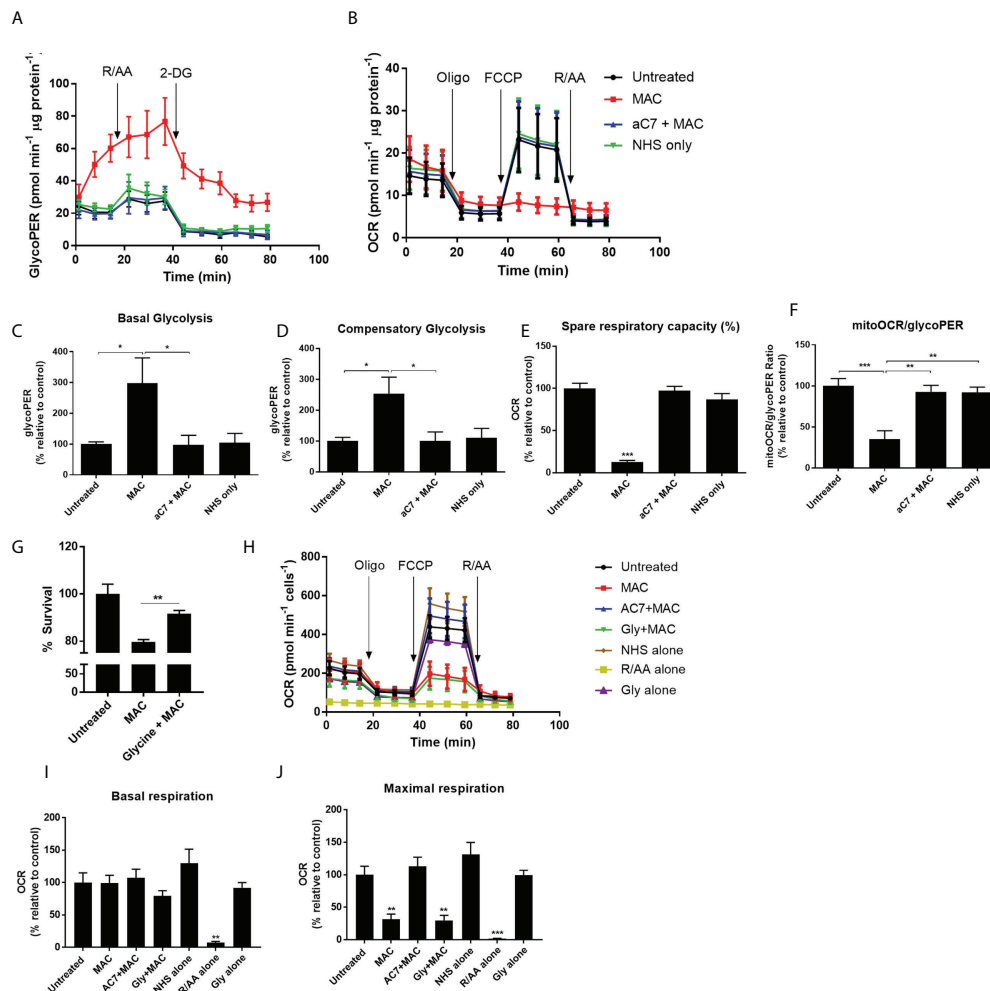 A
GlycoPER (pmol min-1 µg protein-1)
R/AA
2-DG
100
80
60
40
20
0
0 20 40 60 80 100
Time (min)
B
OCR (pmol min-1 µg protein-1)
Oligo
FCCP
R/AA
40
30
20
10
0
0 20 40 60 80 100
Time (min)
Untreated
MAC
aC7 + MAC
NHS only
C
Basal Glycolysis
glycoPER
(% relative to control)
400
300
200
100
0
*
*
Untreated
MAC
aC7 + MAC
NHS only
D
Compensatory Glycolysis
glycoPER
(% relative to control)
400
300
200
100
0
*
*
Untreated
MAC
aC7 + MAC
NHS only
E
Spare respiratory capacity (%)
OCR
(% relative to control)
150
100
50
0
***
Untreated
MAC
aC7 + MAC
NHS only
F
mitoOCR/glycoPER
mitoOCR/glycoPER Ratio
(% relative to control)
150
100
50
0
***
**
**
Untreated
MAC
aC7 + MAC
NHS only
G
% Survival
120
100
80
50
0
**
Untreated
MAC
Glycine + MAC
H
OCR (pmol min-1 cells-1)
Oligo
FCCP
R/AA
800
600
400
200
0
0 20 40 60 80 100
Time (min)
Untreated
MAC
AC7+MAC
Gly+MAC
NHS alone
R/AA alone
Gly alone
I
Basal respiration
OCR
(% relative to control)
200
150
100
50
0
**
Untreated
MAC
AC7+MAC
Gly+MAC
NHS alone
R/AA alone
Gly alone
J
Maximal respiration
OCR
(% relative to control)
200
150
100
50
0
**
**
***
Untreated
MAC
AC7+MAC
Gly+MAC
NHS alone
R/AA alone
Gly alone